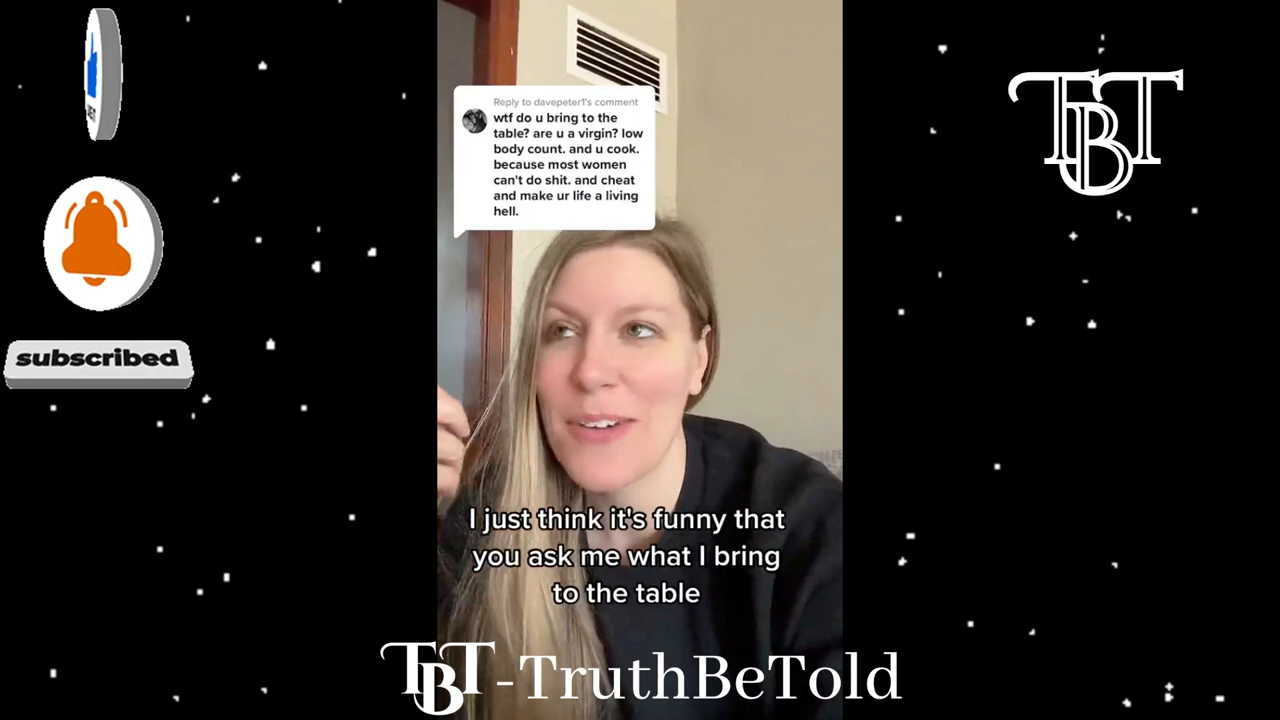 Reply to davepeter1's comment
wtf do u bring to the
table? are u a virgin? low
body count. and u cook.
because most women
can't do shit. and cheat
and make ur life a living
hell.
TBT
subscribed
I just think it's funny that
you ask me what I bring
to the table
TBT-TruthBeTold